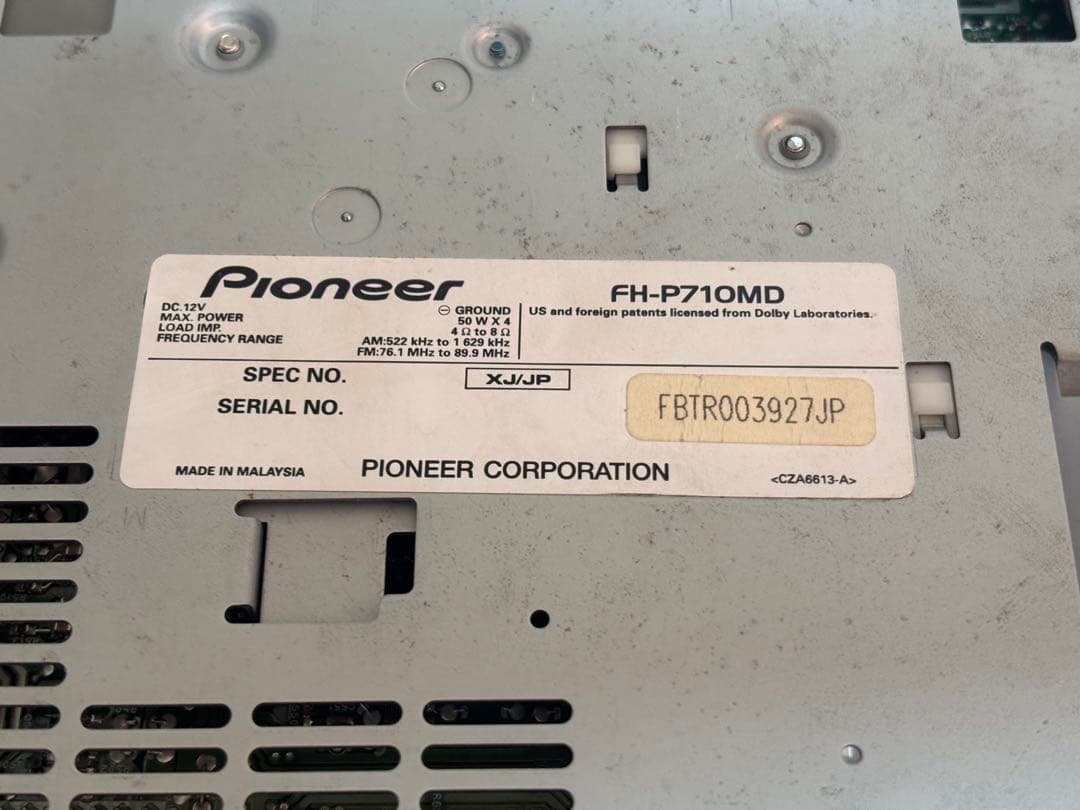 Pioneer
FH-P710MD
DC.12V ⊖ GROUND
MAX. POWER 50 W X 4
LOAD IMP. 4 Ω to 8 Ω
FREQUENCY RANGE AM:522 kHz to 1 629 kHz
FM:76.1 MHz to 89.9 MHz
US and foreign patents licensed from Dolby Laboratories.
SPEC NO. XJ/JP
SERIAL NO. FBTR003927JP
MADE IN MALAYSIA PIONEER CORPORATION <CZA6613-A>